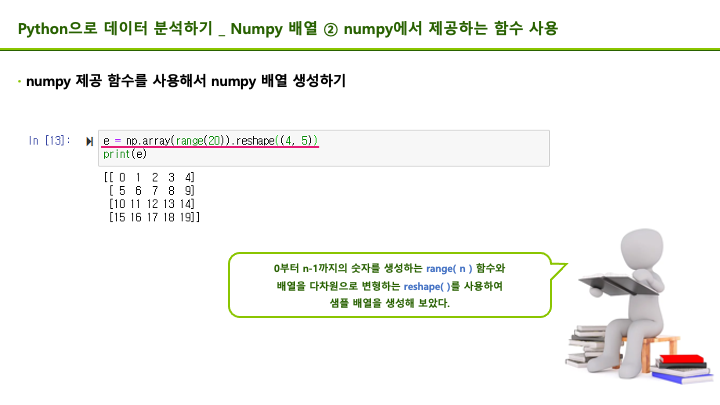 Python으로 데이터 분석하기 _ Numpy 배열 ② numpy에서 제공하는 함수 사용
· numpy 제공 함수를 사용해서 numpy 배열 생성하기
In [13]:
e = np.array(range(20)).reshape((4, 5))
print(e)
[[ 0 1 2 3 4]
[ 5 6 7 8 9]
[10 11 12 13 14]
[15 16 17 18 19]]
0부터 n-1까지의 숫자를 생성하는 range( n ) 함수와
배열을 다차원으로 변형하는 reshape( )를 사용하여
샘플 배열을 생성해 보았다.